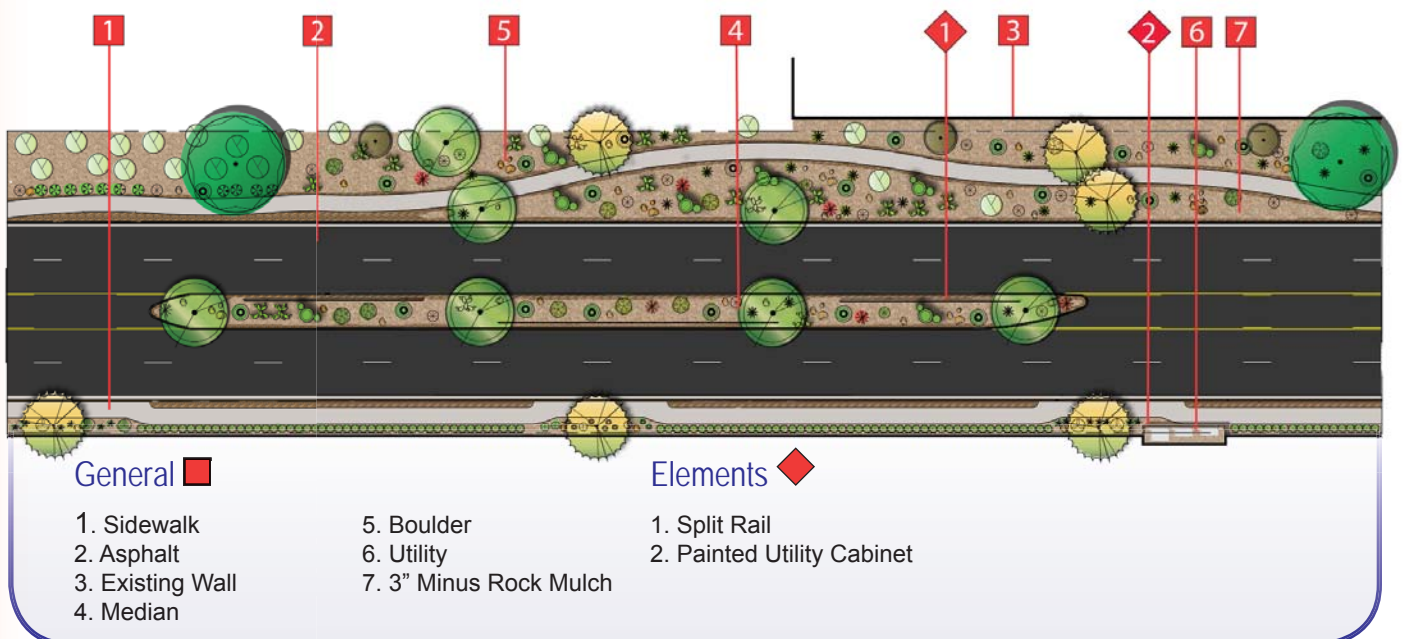 1 2 5 4 1 3 2 6 7
General
Elements
1. Sidewalk
2. Asphalt
3. Existing Wall
4. Median
5. Boulder
6. Utility
7. 3” Minus Rock Mulch
1. Split Rail
2. Painted Utility Cabinet